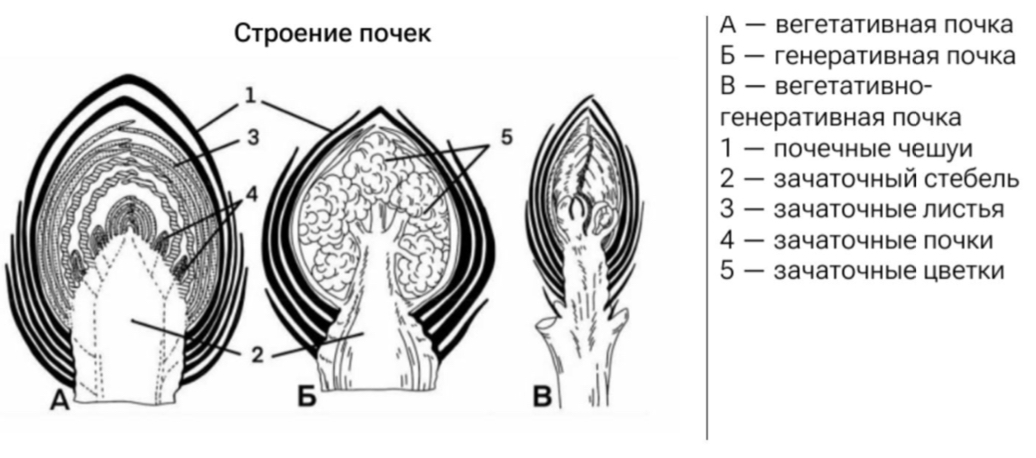 Строение почек
1
3
4
5
2
А
Б
В
А — вегетативная почка
Б — генеративная почка
В — вегетативно-
генеративная почка
1 — почечные чешуи
2 — зачаточный стебель
3 — зачаточные листья
4 — зачаточные почки
5 — зачаточные цветки